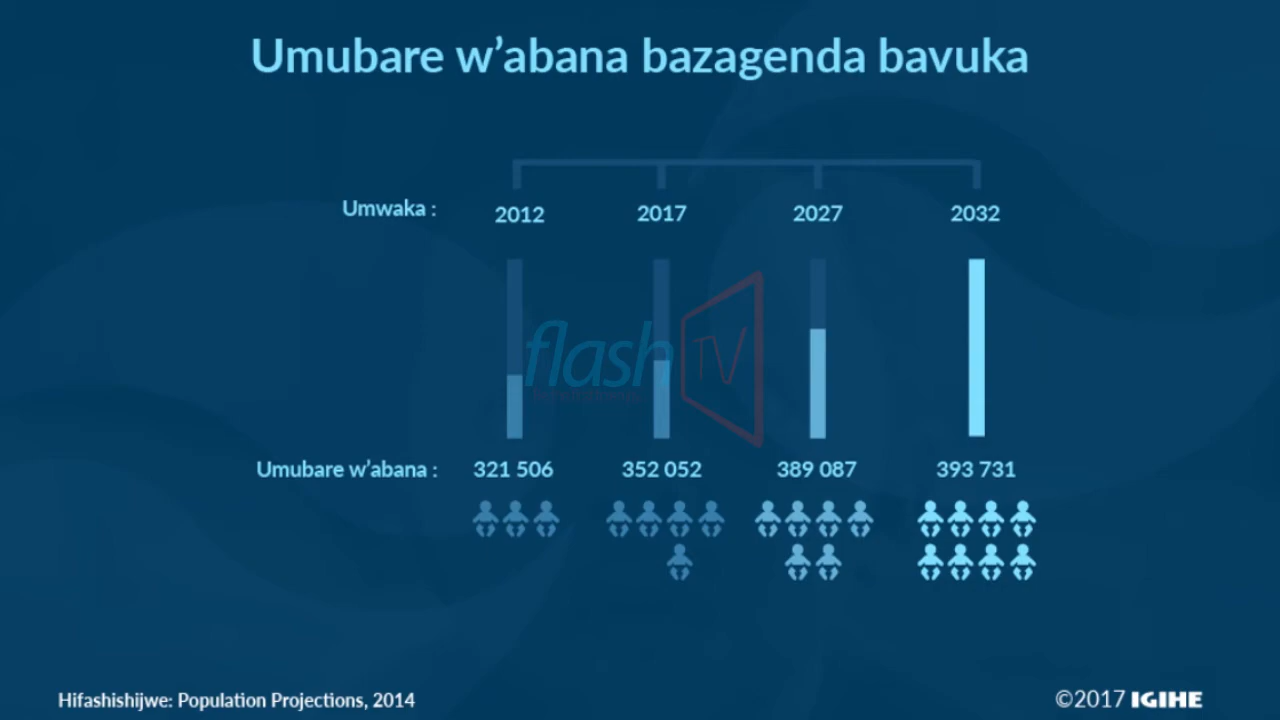 Umubare w’abana bazagenda bavuka
Umwaka : 2012 2017 2027 2032
flash TV
Umubare w’abana : 321 506 352 052 389 087 393 731
Hifashishijwe: Population Projections, 2014
©2017 IGIHE